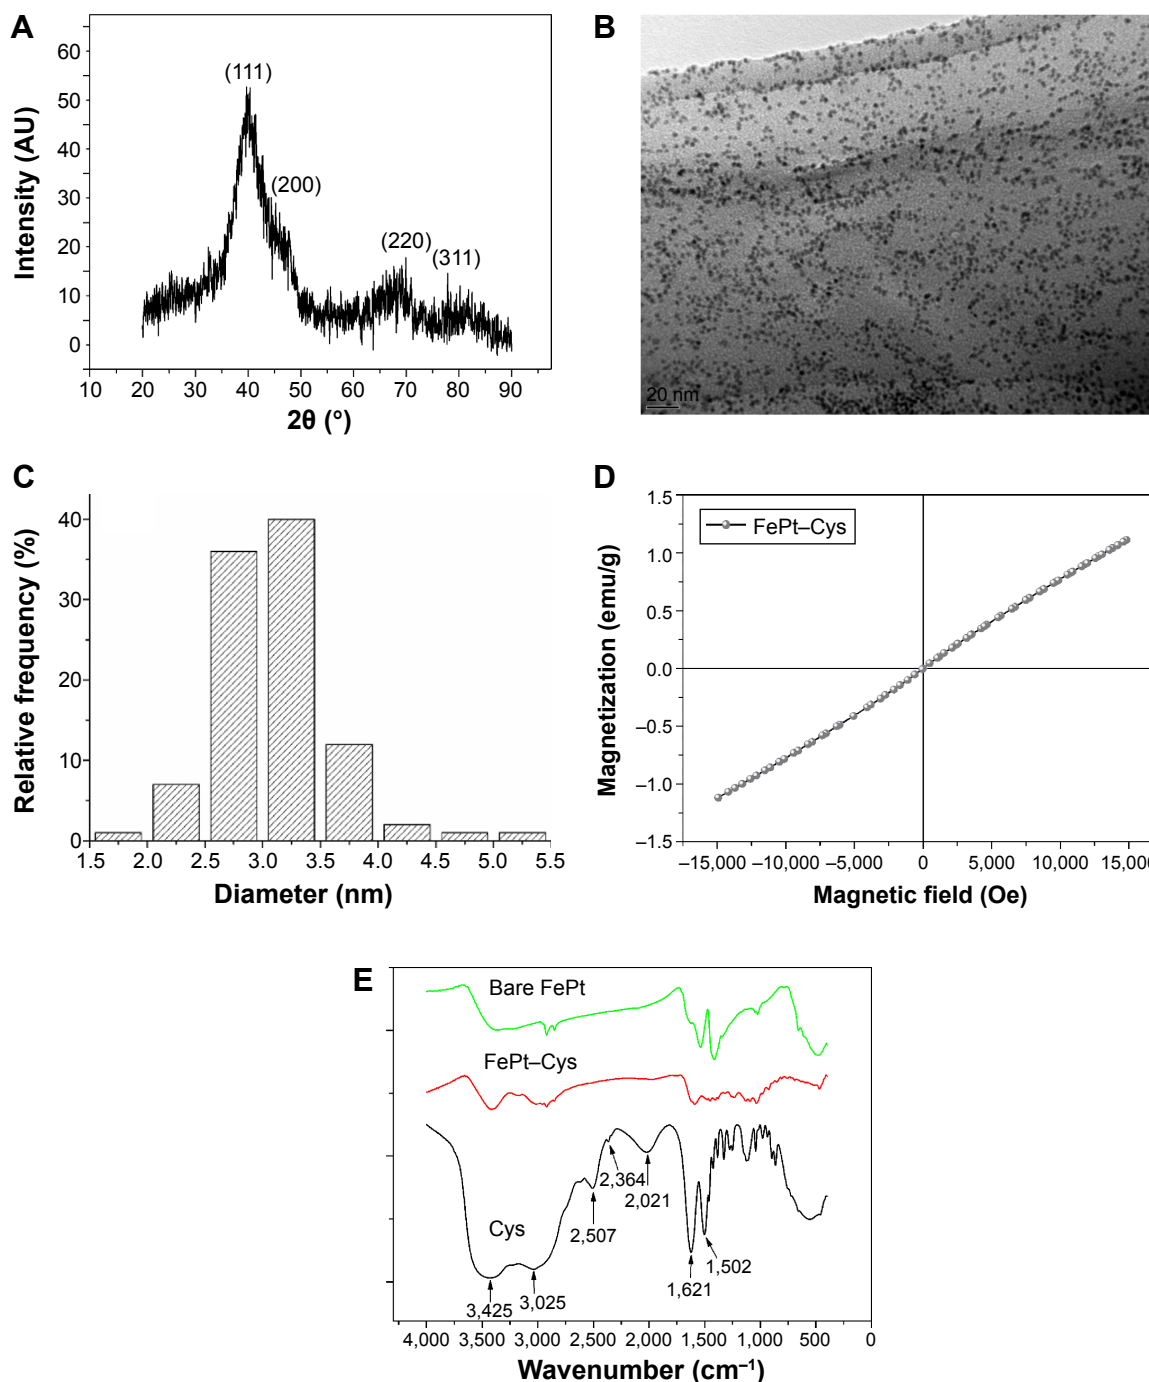 A
Intensity (AU)
60
50
40
30
20
10
0
(111)
(200)
(220)
(311)
10 20 30 40 50 60 70 80 90
2θ (°)
B
20 nm
C
Relative frequency (%)
40
30
20
10
0
1.5 2.0 2.5 3.0 3.5 4.0 4.5 5.0 5.5
Diameter (nm)
D
Magnetization (emu/g)
1.5
1.0
0.5
0.0
–0.5
–1.0
–1.5
FePt–Cys
–15,000 –10,000 –5,000 0 5,000 10,000 15,000
Magnetic field (Oe)
E
Bare FePt
FePt–Cys
Cys
2,364
2,021
2,507
1,502
1,621
3,025
3,425
4,000 3,500 3,000 2,500 2,000 1,500 1,000 500 0
Wavenumber (cm⁻¹)